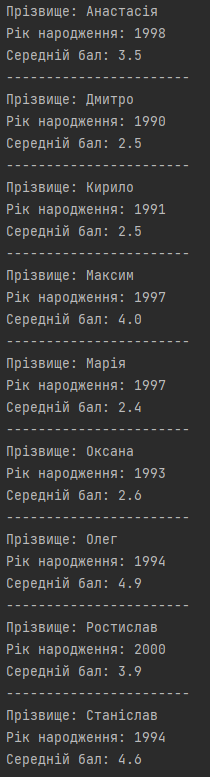 Прізвище: Анастасія
Рік народження: 1998
Середній бал: 3.5
-----------------------
Прізвище: Дмитро
Рік народження: 1990
Середній бал: 2.5
-----------------------
Прізвище: Кирило
Рік народження: 1991
Середній бал: 2.5
-----------------------
Прізвище: Максим
Рік народження: 1997
Середній бал: 4.0
-----------------------
Прізвище: Марія
Рік народження: 1997
Середній бал: 2.4
-----------------------
Прізвище: Оксана
Рік народження: 1993
Середній бал: 2.6
-----------------------
Прізвище: Олег
Рік народження: 1994
Середній бал: 4.9
-----------------------
Прізвище: Ростислав
Рік народження: 2000
Середній бал: 3.9
-----------------------
Прізвище: Станіслав
Рік народження: 1994
Середній бал: 4.6